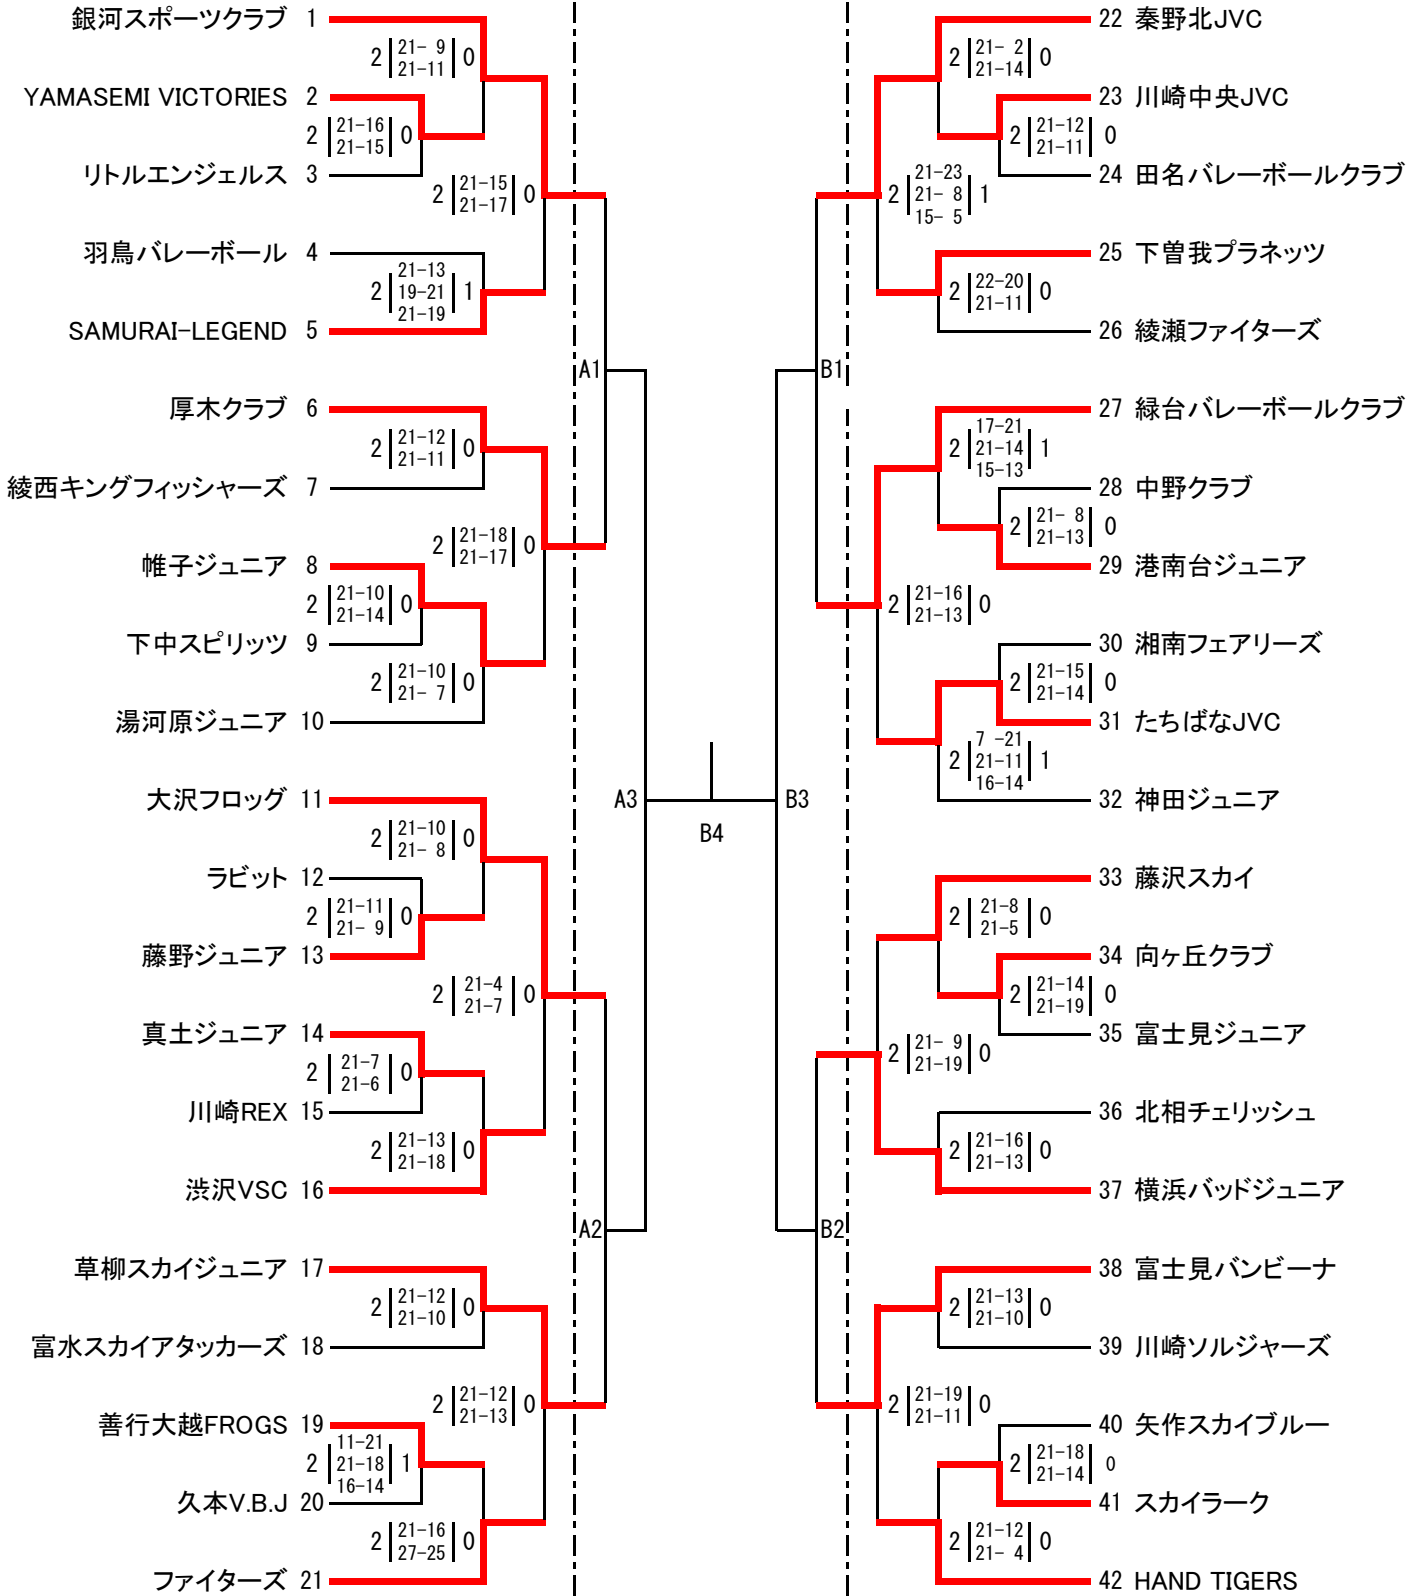 銀河スポーツクラブ 1
2 21- 9 0
21-11
YAMASEMI VICTORIES 2
2 21-16 0
21-15
リトルエンジェルス 3
2 21-15 0
21-17
羽鳥バレーボール 4
21-13
2 19-21 1
21-19
SAMURAI-LEGEND 5
A1
厚木クラブ 6
2 21-12 0
21-11
綾西キングフィッシャーズ 7
2 21-18 0
21-17
帷子ジュニア 8
2 21-10 0
21-14
下中スピリッツ 9
2 21-10 0
21- 7
湯河原ジュニア 10
大沢フロッグ 11
2 21-10 0
21- 8
ラビット 12
2 21-11 0
21- 9
藤野ジュニア 13
2 21-4 0
21-7
真土ジュニア 14
2 21-7 0
21-6
川崎REX 15
2 21-13 0
21-18
渋沢VSC 16
A2
草柳スカイジュニア 17
2 21-12 0
21-10
富水スカイアタッカーズ 18
2 21-12 0
21-13
善行大越FROGS 19
11-21
2 21-18 1
16-14
久本V.B.J 20
2 21-16 0
27-25
ファイターズ 21
A3
B3
B4
22 秦野北JVC
2 21- 2 0
21-14
23 川崎中央JVC
2 21-12 0
21-11
24 田名バレーボールクラブ
21-23
2 21- 8 1
15- 5
25 下曽我プラネッツ
2 22-20 0
21-11
26 綾瀬ファイターズ
B1
27 緑台バレーボールクラブ
17-21
2 21-14 1
15-13
28 中野クラブ
2 21- 8 0
21-13
29 港南台ジュニア
2 21-16 0
21-13
30 湘南フェアリーズ
2 21-15 0
21-14
31 たちばなJVC
7 -21
2 21-11 1
16-14
32 神田ジュニア
33 藤沢スカイ
2 21-8 0
21-5
34 向ヶ丘クラブ
2 21-14 0
21-19
35 富士見ジュニア
2 21- 9 0
21-19
36 北相チェリッシュ
2 21-16 0
21-13
37 横浜バッドジュニア
B2
38 富士見バンビーナ
2 21-13 0
21-10
39 川崎ソルジャーズ
2 21-19 0
21-11
40 矢作スカイブルー
2 21-18 0
21-14
41 スカイラーク
2 21-12 0
21- 4
42 HAND TIGERS